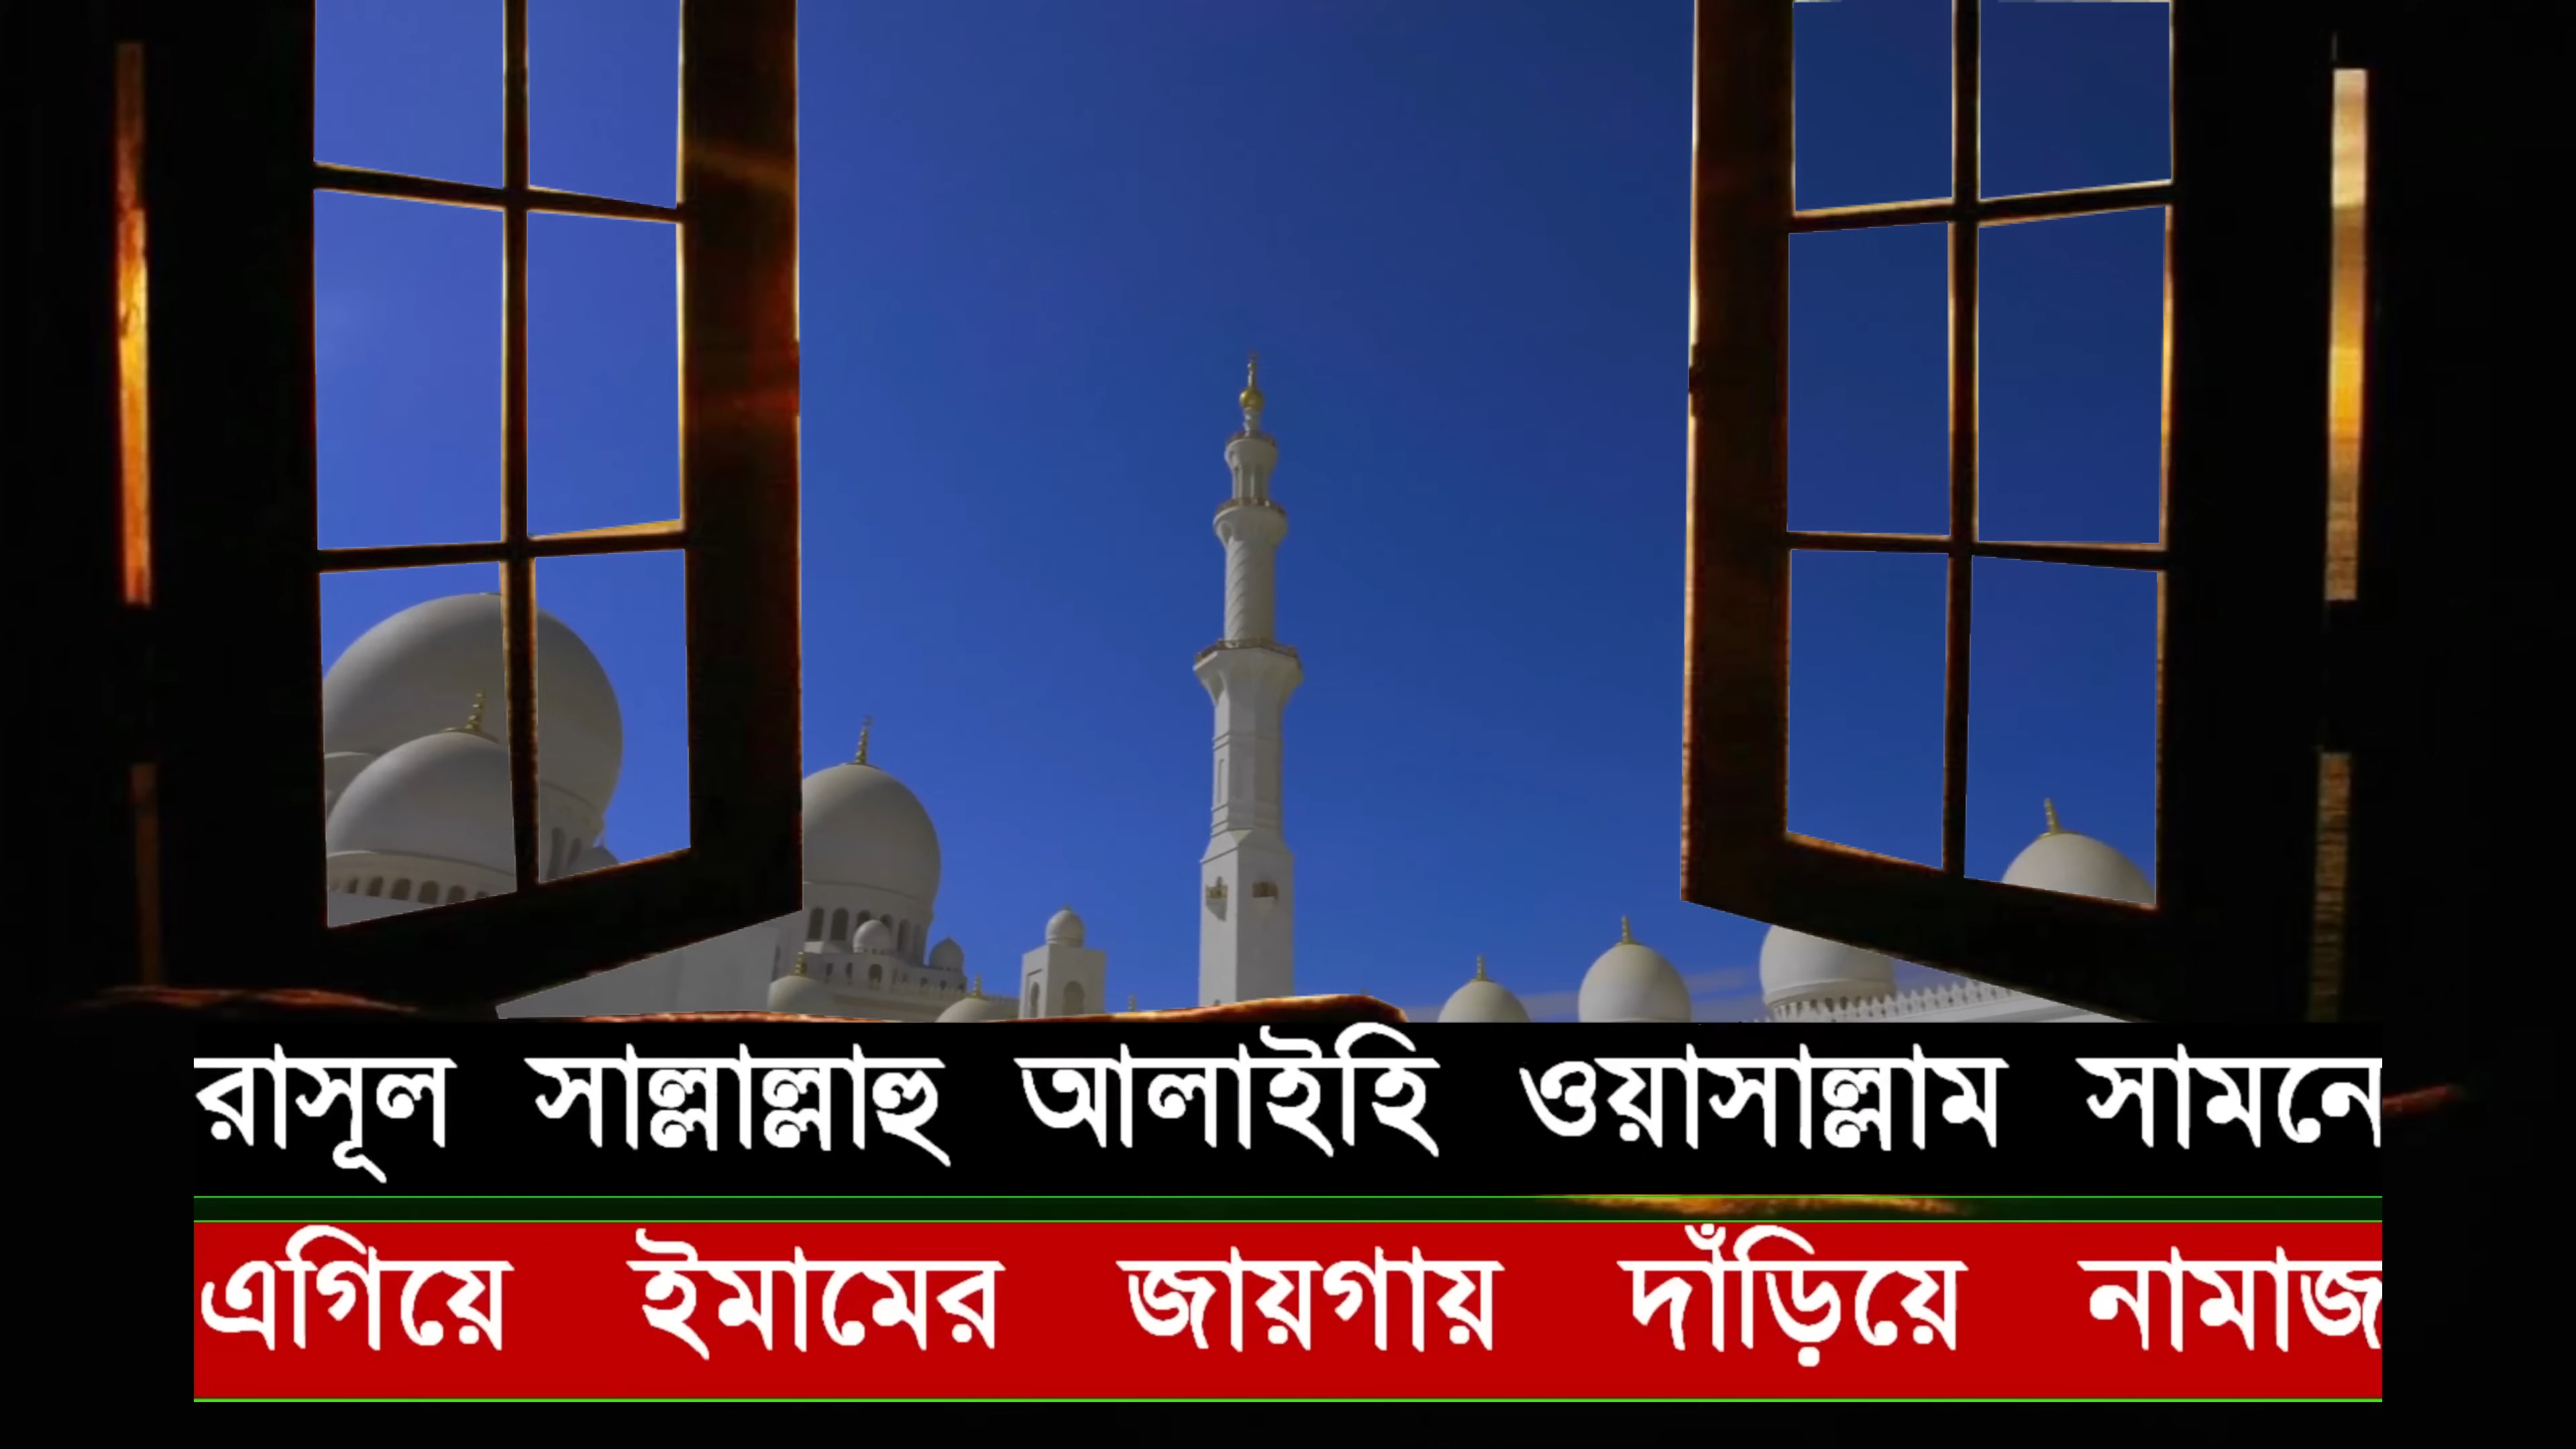 রাসূল সাল্লাল্লাহু আলাইহি ওয়াসাল্লাম সামনে
এগিয়ে ইমামের জায়গায় দাঁড়িয়ে নামাজ